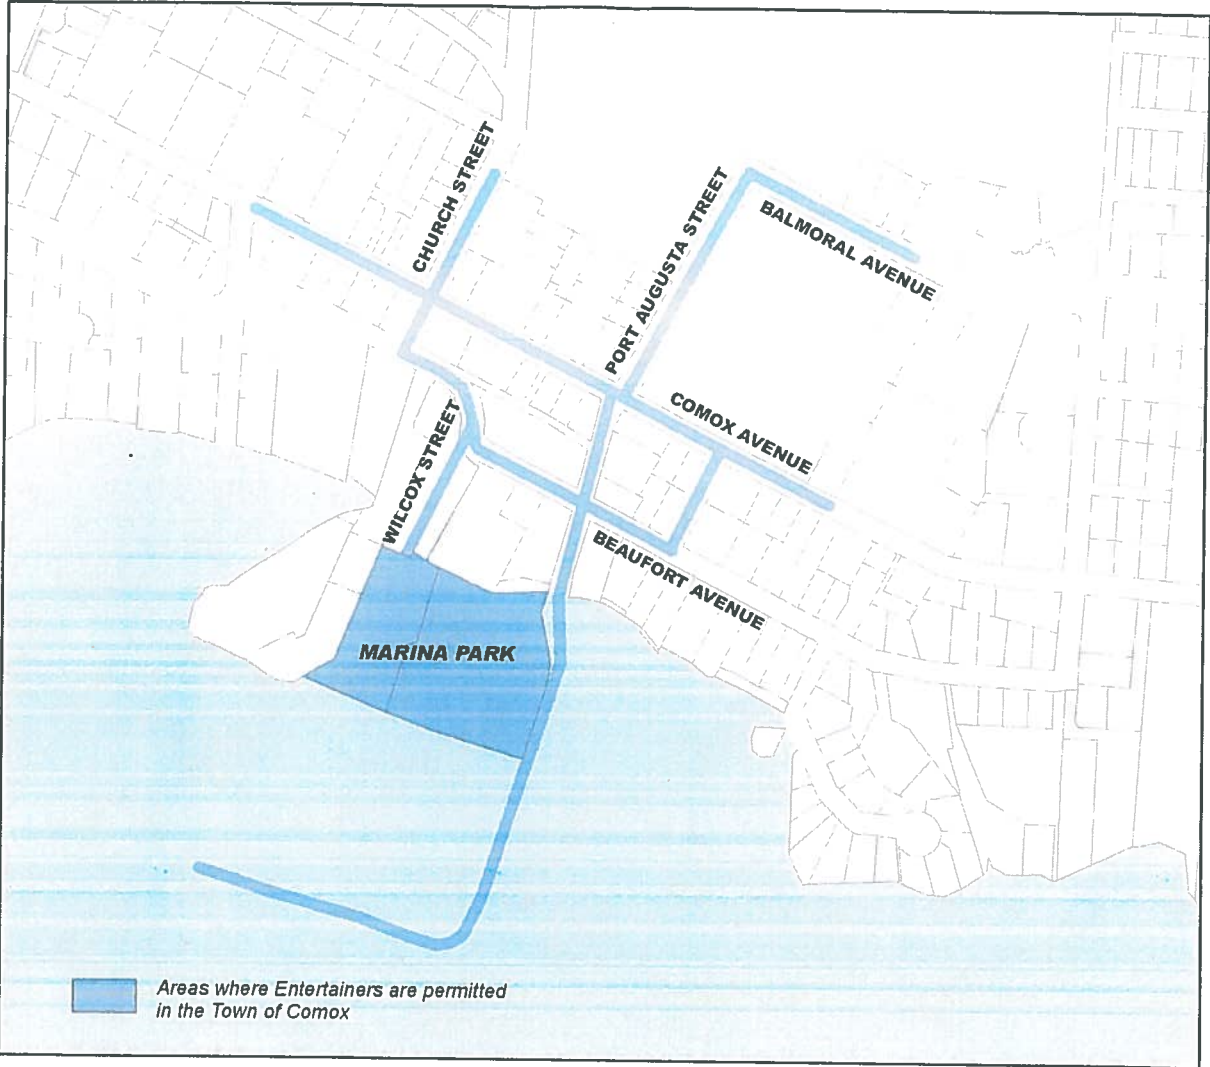 CHURCH STREET
PORT AUGUSTA STREET
BALMORAL AVENUE
COMOX AVENUE
WILCOX STREET
BEAUFORT AVENUE
MARINA PARK
Areas where Entertainers are permitted
in the Town of Comox